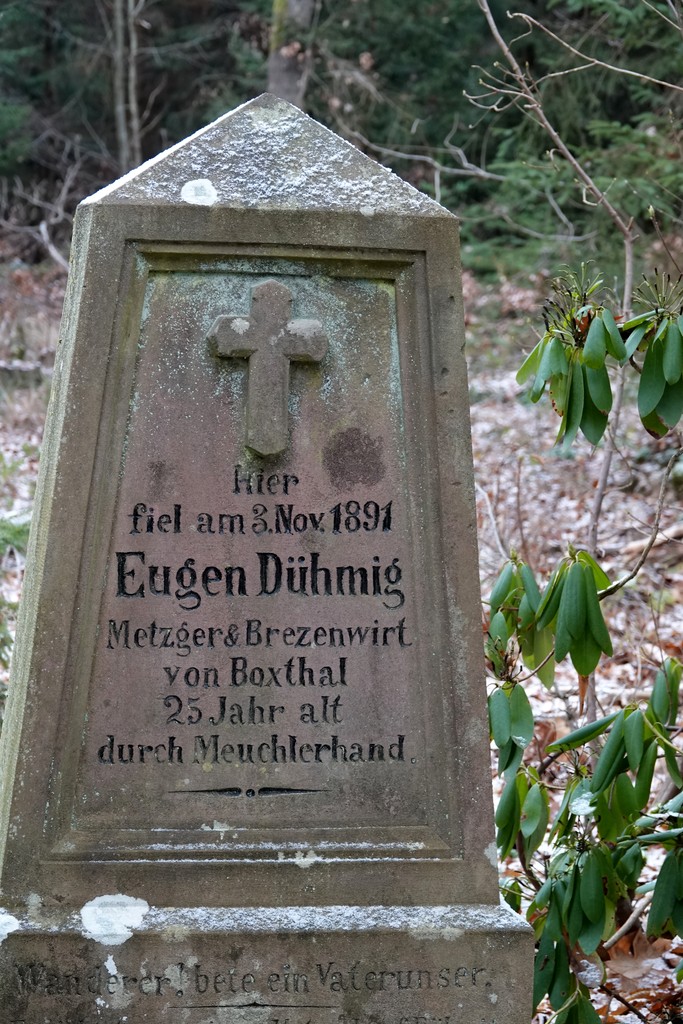 Hier
fiel am 3. Nov. 1891
Eugen Dühmig
Metzger & Brezenwirt
von Boxthal
25 Jahr alt
durch Meuchlerhand.
Wanderer! bete ein Vaterunser.